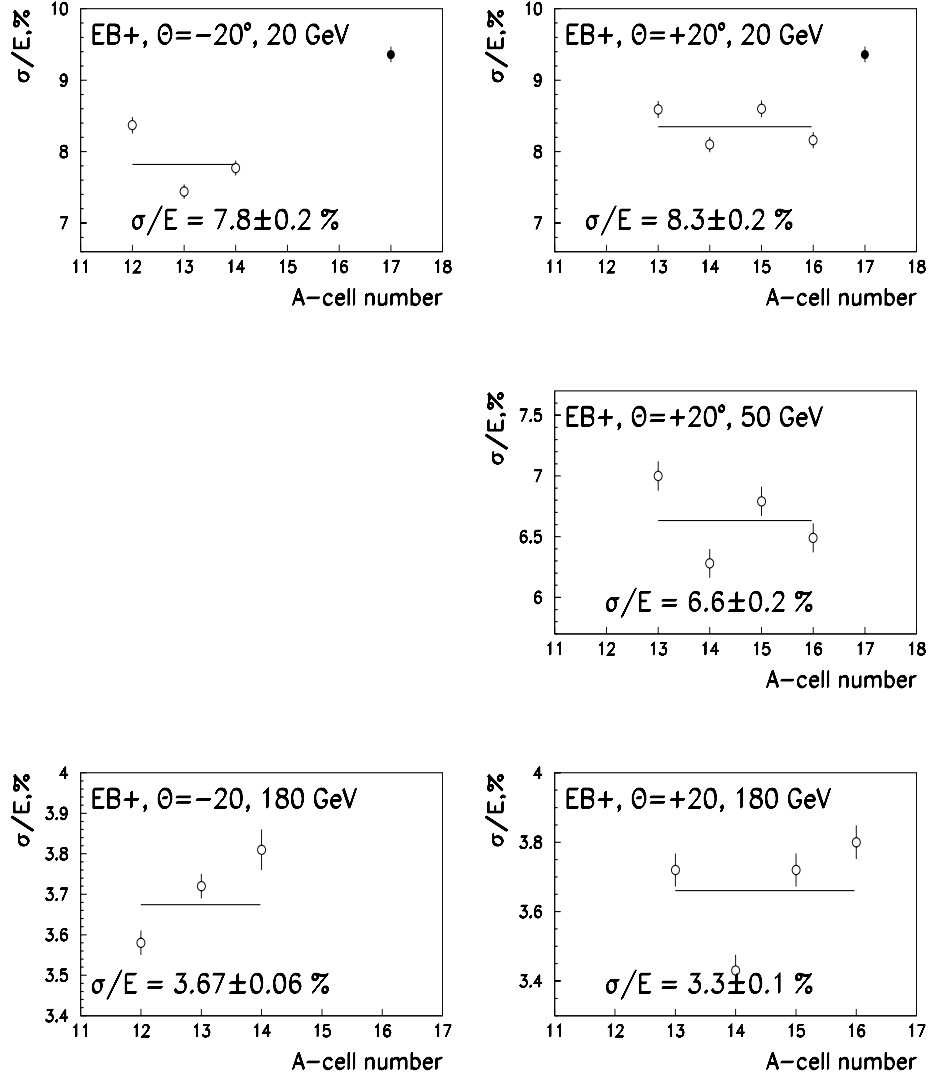 σ/E,%
EB+, Θ=−20°, 20 GeV
10
9
8
7
σ/E = 7.8±0.2 %
11 12 13 14 15 16 17 18
A−cell number
σ/E,%
EB+, Θ=+20°, 20 GeV
10
9
8
7
σ/E = 8.3±0.2 %
11 12 13 14 15 16 17 18
A−cell number
σ/E,%
EB+, Θ=+20°, 50 GeV
7.5
7
6.5
6
σ/E = 6.6±0.2 %
11 12 13 14 15 16 17 18
A−cell number
σ/E,%
EB+, Θ=−20, 180 GeV
4
3.9
3.8
3.7
3.6
3.5
3.4
σ/E = 3.67±0.06 %
11 12 13 14 15 16 17
A−cell number
σ/E,%
EB+, Θ=+20, 180 GeV
4
3.8
3.6
3.4
σ/E = 3.3±0.1 %
11 12 13 14 15 16 17
A−cell number